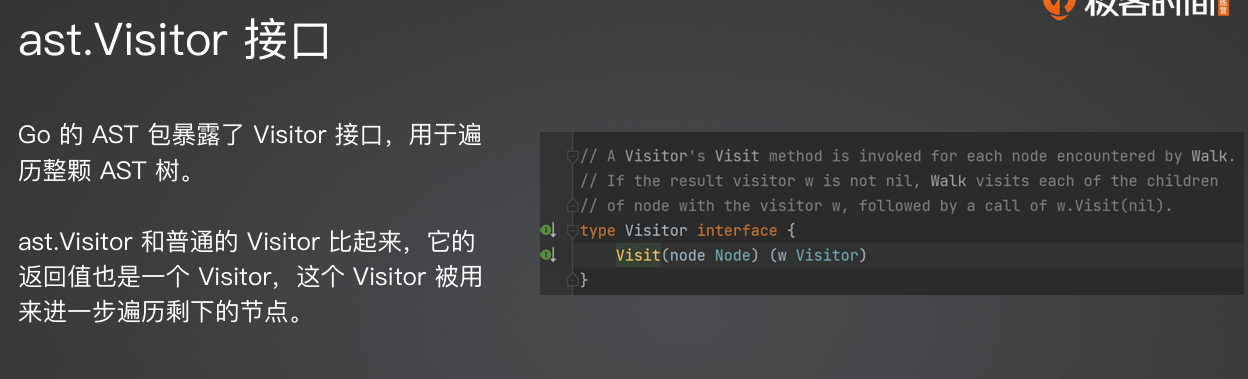 极客时间
训练营
ast.Visitor 接口
Go 的 AST 包暴露了 Visitor 接口，用于遍
历整颗 AST 树。
ast.Visitor 和普通的 Visitor 比起来，它的
返回值也是一个 Visitor，这个 Visitor 被用
来进一步遍历剩下的节点。
// A Visitor's Visit method is invoked for each node encountered by Walk.
// If the result visitor w is not nil, Walk visits each of the children
// of node with the visitor w, followed by a call of w.Visit(nil).
type Visitor interface {
    Visit(node Node) (w Visitor)
}